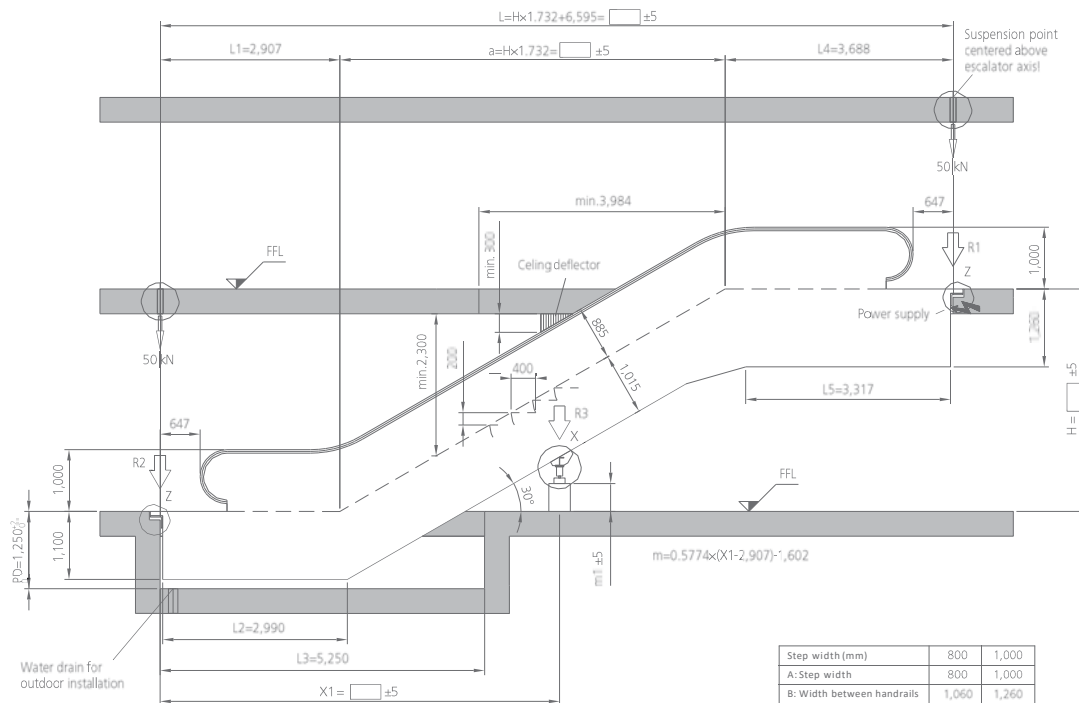 L=H×1.732+6,595= ±5
L1=2,907
a=H×1.732= ±5
L4=3,688
Suspension point
centered above
escalator axis!
50 kN
min.3,984
647
min. 300
FFL
Celing deflector
R1
Z
1,000
Power supply
1,260
50 kN
min.2,300
200
400
885
1,015
L5=3,317
H = ±5
647
R3
X
R2
Z
1,000
30°
FFL
1,100
PD=1,250
m1 ±5
m=0.5774×(X1-2,907)-1,602
L2=2,990
L3=5,250
Water drain for
outdoor installation
X1 = ±5
Step width (mm) 800 1,000
A: Step width 800 1,000
B: Width between handrails 1,060 1,260